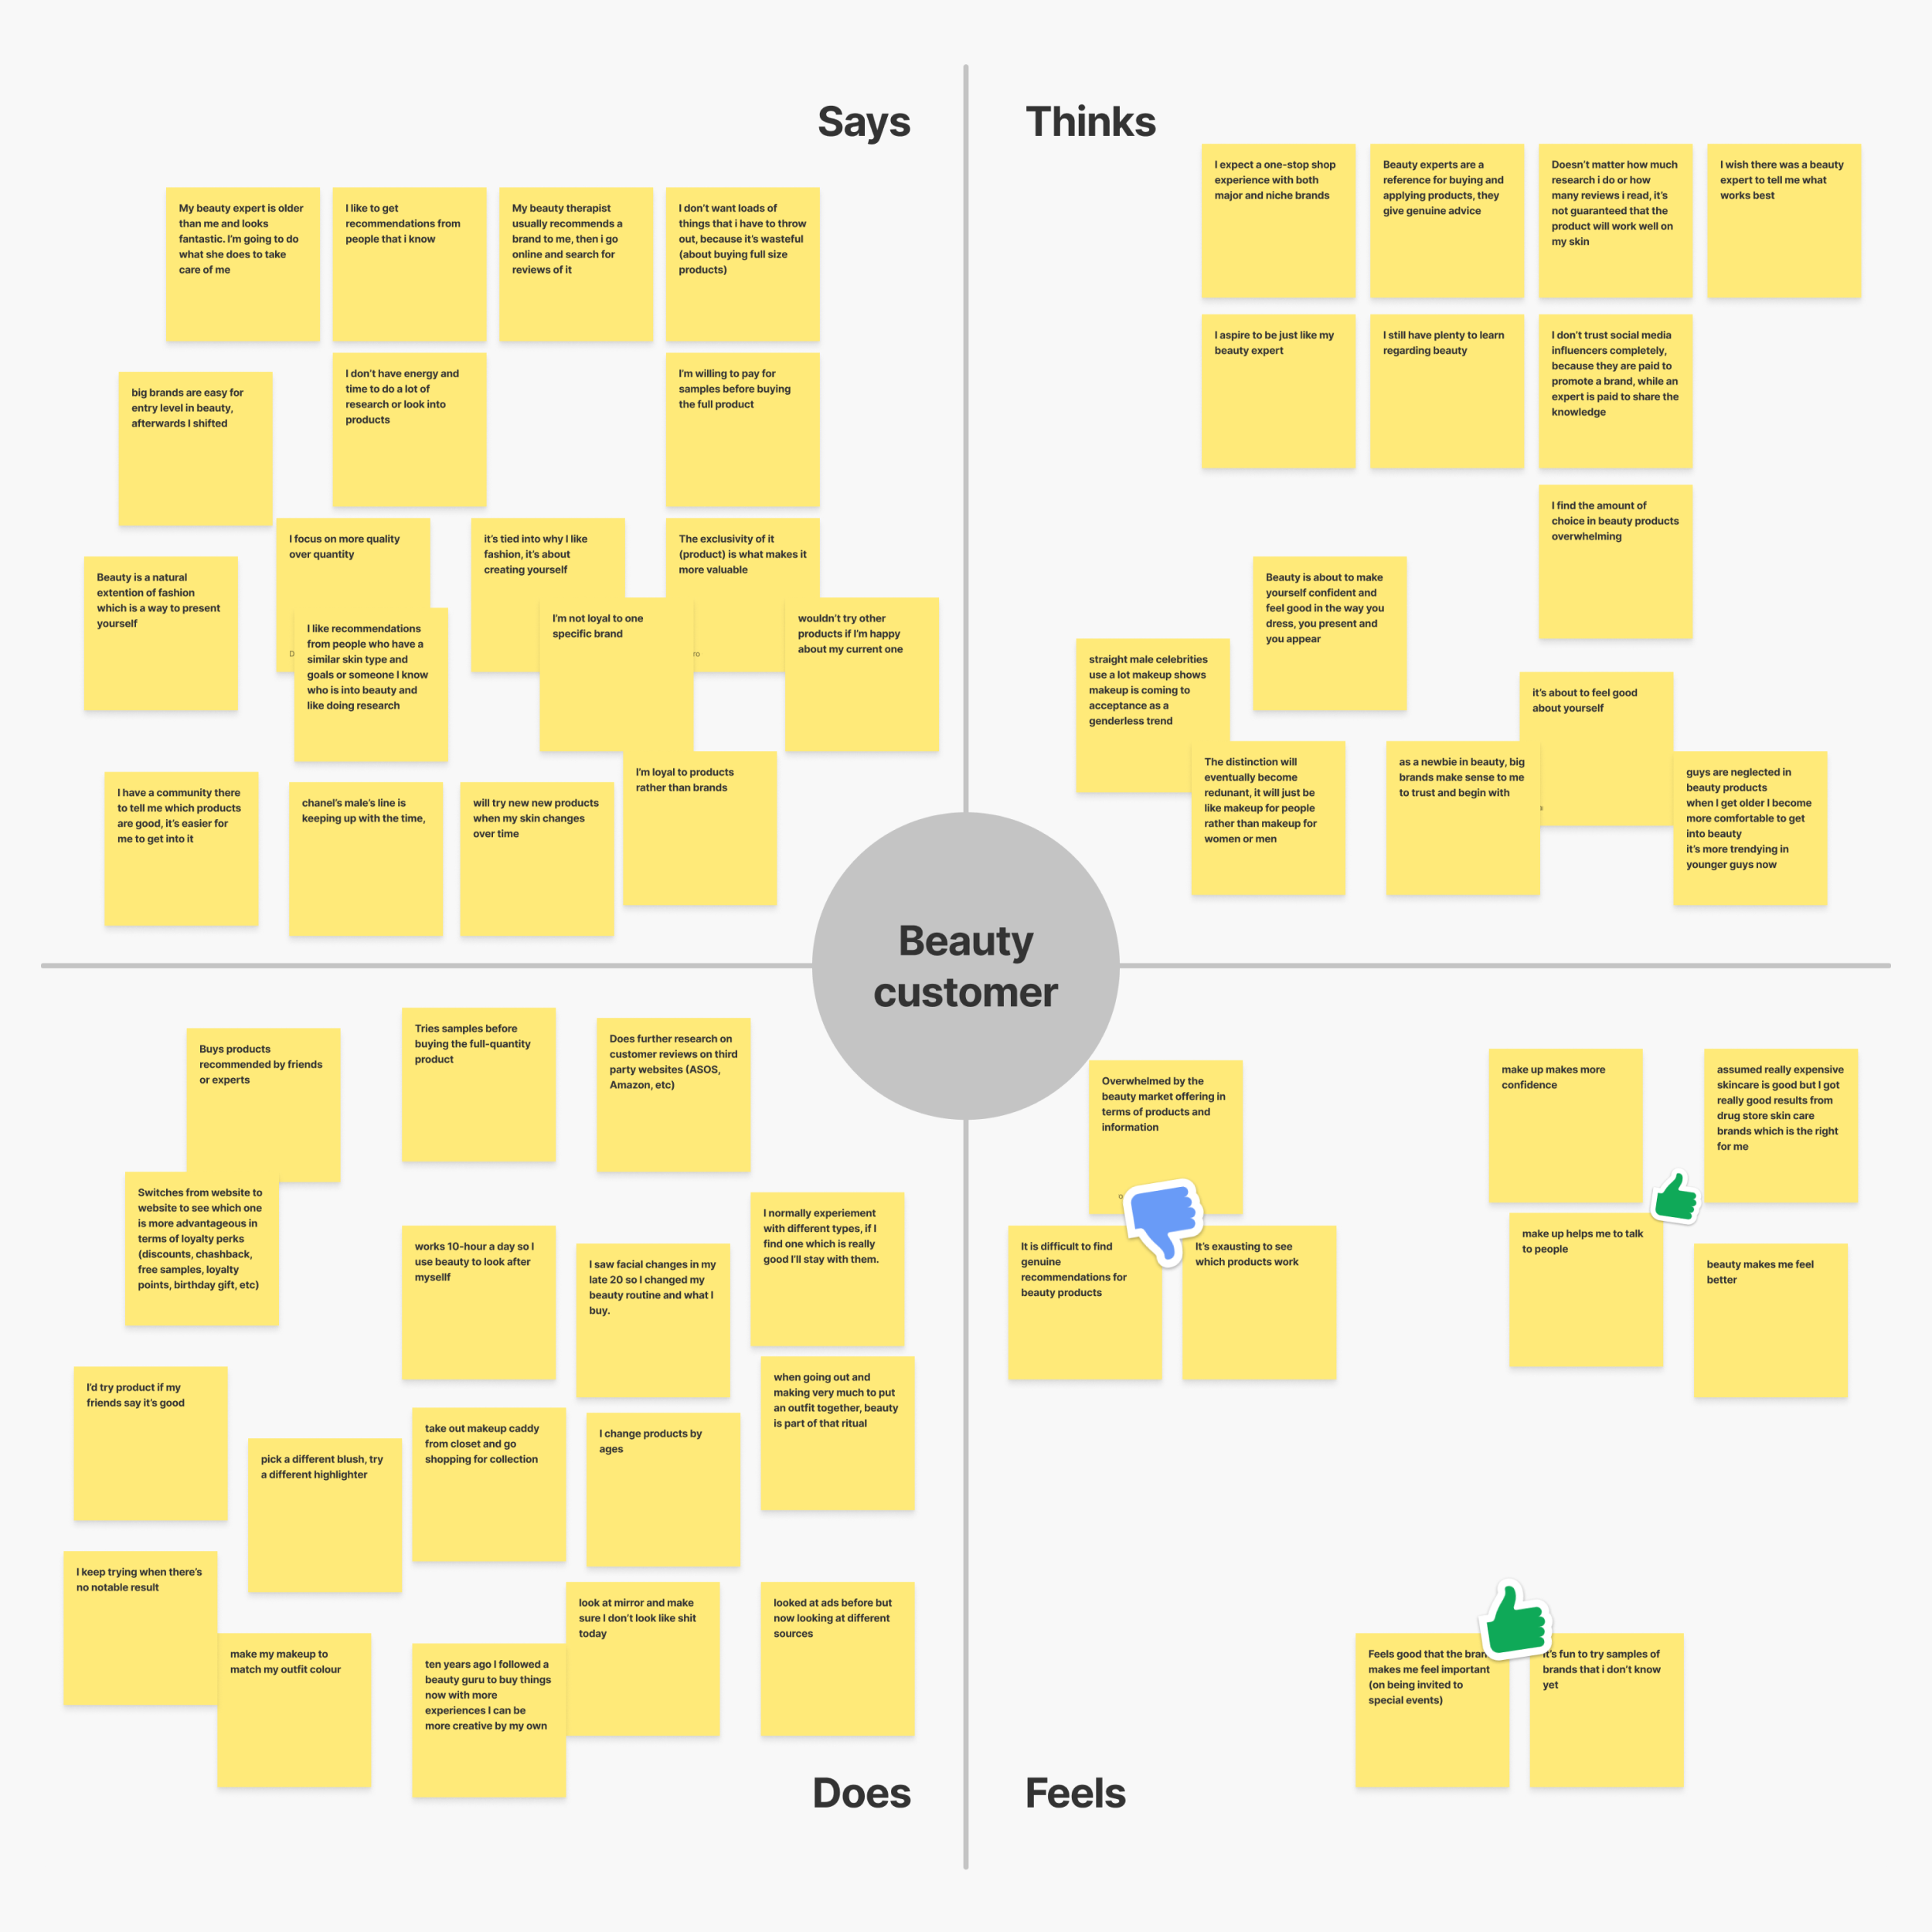 Says
My beauty expert is older
than me and looks
fantastic. I'm going to do
what she does to take
care of me
I like to get
recommendations from
people that i know
My beauty therapist
usually recommends a
brand to me, then i go
online and search for
reviews of it
I don't want loads of
things that i have to throw
out, because it's wasteful
(about buying full size
products)
big brands are easy for
entry level in beauty,
afterwards I shifted
I don't have energy and
time to do a lot of
research or look into
products
I'm willing to pay for
samples before buying
the full product
I focus on more quality
over quantity
it's tied into why I like
fashion, it's about
creating yourself
The exclusivity of it
(product) is what makes it
more valuable
Beauty is a natural
extention of fashion
which is a way to present
yourself
I like recommendations
from people who have a
similar skin type and
goals or someone I know
who is into beauty and
like doing research
I'm not loyal to one
specific brand
wouldn't try other
products if I'm happy
about my current one
I have a community there
to tell me which products
are good, it's easier for
me to get into it
chanel's male's line is
keeping up with the time,
will try new new products
when my skin changes
over time
I'm loyal to products
rather than brands
Thinks
I expect a one-stop shop
experience with both
major and niche brands
Beauty experts are a
reference for buying and
applying products, they
give genuine advice
Doesn't matter how much
research i do or how
many reviews i read, it's
not guaranteed that the
product will work well on
my skin
I wish there was a beauty
expert to tell me what
works best
I aspire to be just like my
beauty expert
I still have plenty to learn
regarding beauty
I don't trust social media
influencers completely,
because they are paid to
promote a brand, while an
expert is paid to share the
knowledge
I find the amount of
choice in beauty products
overwhelming
Beauty is about to make
yourself confident and
feel good in the way you
dress, you present and
you appear
straight male celebrities
use a lot makeup shows
makeup is coming to
acceptance as a
genderless trend
it's about to feel good
about yourself
The distinction will
eventually become
redunant, it will just be
like makeup for people
rather than makeup for
women or men
as a newbie in beauty, big
brands make sense to me
to trust and begin with
guys are neglected in
beauty products
when I get older I become
more comfortable to get
into beauty
it's more trendying in
younger guys now
Beauty
customer
Buys products
recommended by friends
or experts
Tries samples before
buying the full-quantity
product
Does further research on
customer reviews on third
party websites (ASOS,
Amazon, etc)
Switches from website to
website to see which one
is more advantageous in
terms of loyalty perks
(discounts, chashback,
free samples, loyalty
points, birthday gift, etc)
works 10-hour a day so I
use beauty to look after
mysellf
I saw facial changes in my
late 20 so I changed my
beauty routine and what I
buy.
I normally experiement
with different types, if I
find one which is really
good I'll stay with them.
I'd try product if my
friends say it's good
pick a different blush, try
a different highlighter
take out makeup caddy
from closet and go
shopping for collection
I change products by
ages
when going out and
making very much to put
an outfit together, beauty
is part of that ritual
I keep trying when there's
no notable result
make my makeup to
match my outfit colour
ten years ago I followed a
beauty guru to buy things
now with more
experiences I can be
more creative by my own
look at mirror and make
sure I don't look like shit
today
looked at ads before but
now looking at different
sources
Does
Overwhelmed by the
beauty market offering in
terms of products and
information
It is difficult to find
genuine
recommendations for
beauty products
It's exausting to see
which products work
make up makes more
confidence
assumed really expensive
skincare is good but I got
really good results from
drug store skin care
brands which is the right
for me
make up helps me to talk
to people
beauty makes me feel
better
Feels good that the
makes me feel important
(on being invited to
special events)
It's fun to try samples of
brands that i don't know
yet
Feels